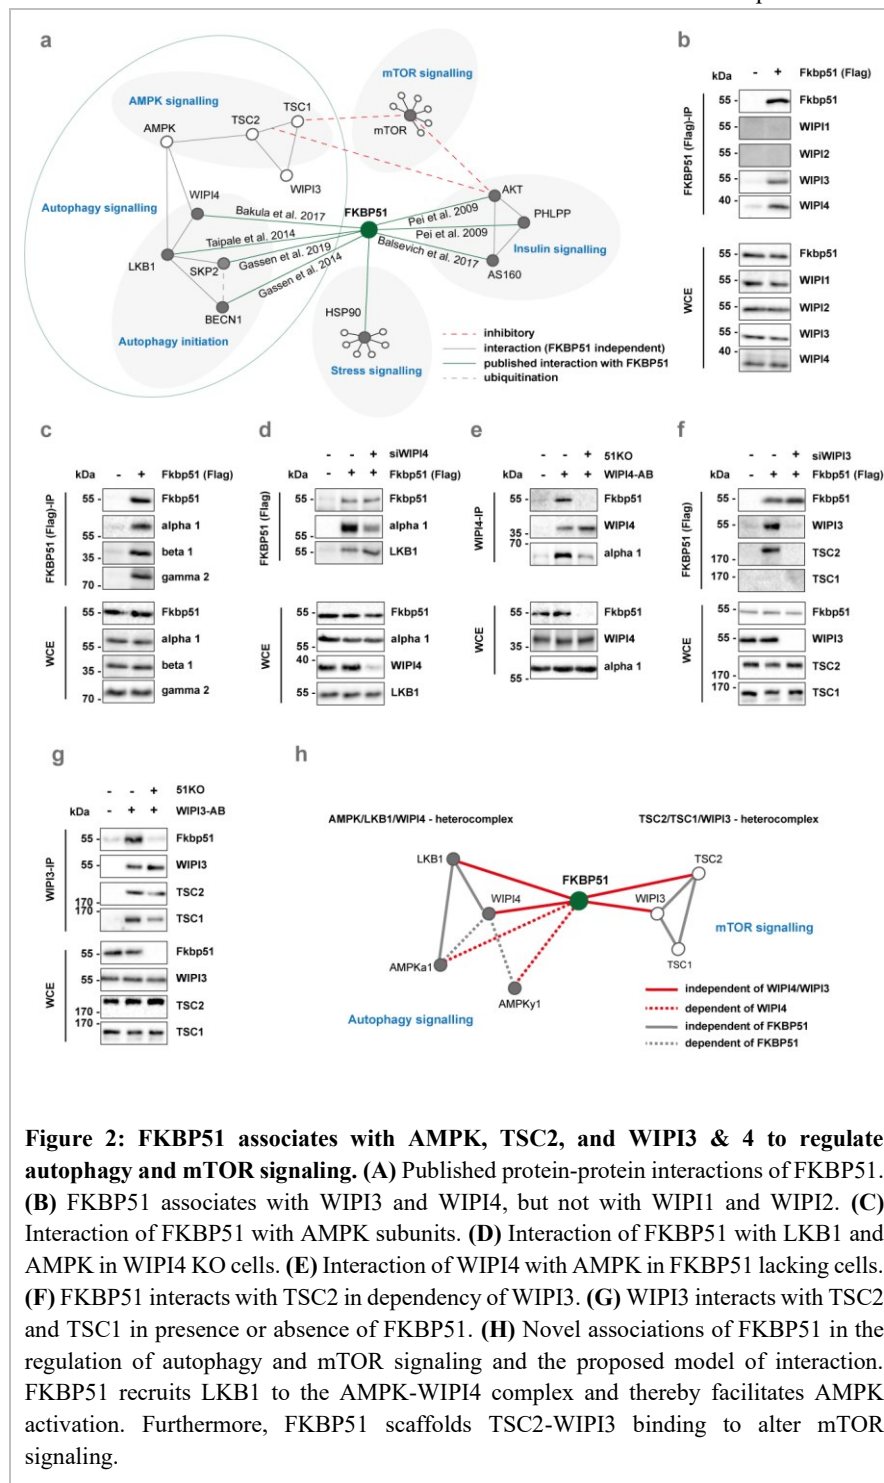 a
mTOR signalling
AMPK signalling
TSC1
TSC2
AMPK
mTOR
WIPI3
WIPI4
AKT
Autophagy signalling
FKBP51
Bakula et al. 2017
Pei et al. 2009
PHLPP
Taipale et al. 2014
Pei et al. 2009
Insulin signalling
LKB1
SKP2
Gassen et al. 2019
Balsevich et al. 2017
AS160
Gassen et al. 2014
BECN1
HSP90
Autophagy initiation
Stress signalling
inhibitory
interaction (FKBP51 independent)
published interaction with FKBP51
ubiquitination
b
kDa - + Fkbp51 (Flag)
FKBP51 (Flag)-IP
55 - Fkbp51
55 - WIPI1
55 - WIPI2
55 - WIPI3
40 - WIPI4
WCE
55 - Fkbp51
55 - WIPI1
55 - WIPI2
55 - WIPI3
40 - WIPI4
c
kDa - + Fkbp51 (Flag)
FKBP51 (Flag)-IP
55 - Fkbp51
alpha 1
55 -
beta 1
35 -
gamma 2
70 -
WCE
55 - Fkbp51
alpha 1
55 -
beta 1
35 -
gamma 2
70 -
d
- - + siWIPI4
kDa - + + Fkbp51 (Flag)
FKBP51 (Flag)
55 - Fkbp51
alpha 1
55 -
55 - LKB1
WCE
55 - Fkbp51
alpha 1
55 -
40 - WIPI4
55 - LKB1
e
- - + 51KO
kDa - + + WIPI4-AB
WIPI4-IP
55 - Fkbp51
WIPI4
35 -
70 -
alpha 1
WCE
55 - Fkbp51
WIPI4
35 -
alpha 1
55 -
f
- - + siWIPI3
kDa - + + Fkbp51 (Flag)
FKBP51 (Flag)
55 - Fkbp51
55 - WIPI3
TSC2
170 -
170 - TSC1
WCE
55 - Fkbp51
55 - WIPI3
TSC2
170 -
170 -
TSC1
g
- - + 51KO
kDa - + + WIPI3-AB
WIPI3-IP
55 - Fkbp51
55 - WIPI3
TSC2
170 -
170 -
TSC1
WCE
55 - Fkbp51
55 - WIPI3
TSC2
170 -
170 -
TSC1
h
AMPK/LKB1/WIPI4 - heterocomplex
TSC2/TSC1/WIPI3 - heterocomplex
LKB1
TSC2
FKBP51
WIPI4
WIPI3
mTOR signalling
TSC1
AMPKa1
AMPKy1
Autophagy signalling
independent of WIPI4/WIPI3
dependent of WIPI4
independent of FKBP51
dependent of FKBP51
Figure 2: FKBP51 associates with AMPK, TSC2, and WIPI3 & 4 to regulate
autophagy and mTOR signaling. (A) Published protein-protein interactions of FKBP51.
(B) FKBP51 associates with WIPI3 and WIPI4, but not with WIPI1 and WIPI2. (C)
Interaction of FKBP51 with AMPK subunits. (D) Interaction of FKBP51 with LKB1 and
AMPK in WIPI4 KO cells. (E) Interaction of WIPI4 with AMPK in FKBP51 lacking cells.
(F) FKBP51 interacts with TSC2 in dependency of WIPI3. (G) WIPI3 interacts with TSC2
and TSC1 in presence or absence of FKBP51. (H) Novel associations of FKBP51 in the
regulation of autophagy and mTOR signaling and the proposed model of interaction.
FKBP51 recruits LKB1 to the AMPK-WIPI4 complex and thereby facilitates AMPK
activation. Furthermore, FKBP51 scaffolds TSC2-WIPI3 binding to alter mTOR
signaling.